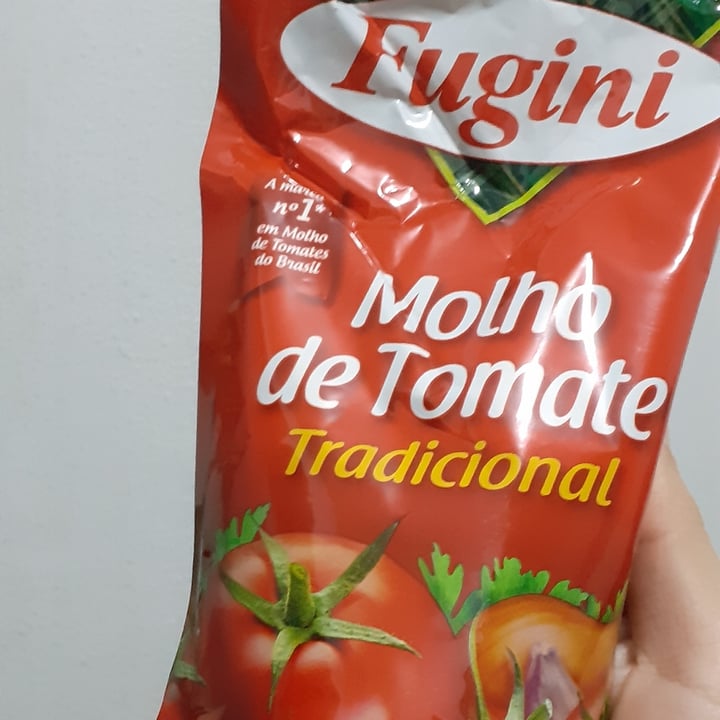 Fugini
A marca
nº1*
em Molho
de Tomates
do Brasil
Molho
de Tomate
Tradicional